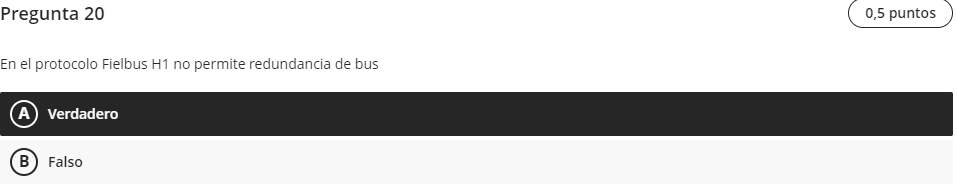 Pregunta 20
0,5 puntos
En el protocolo Fielbus H1 no permite redundancia de bus
A Verdadero
B Falso